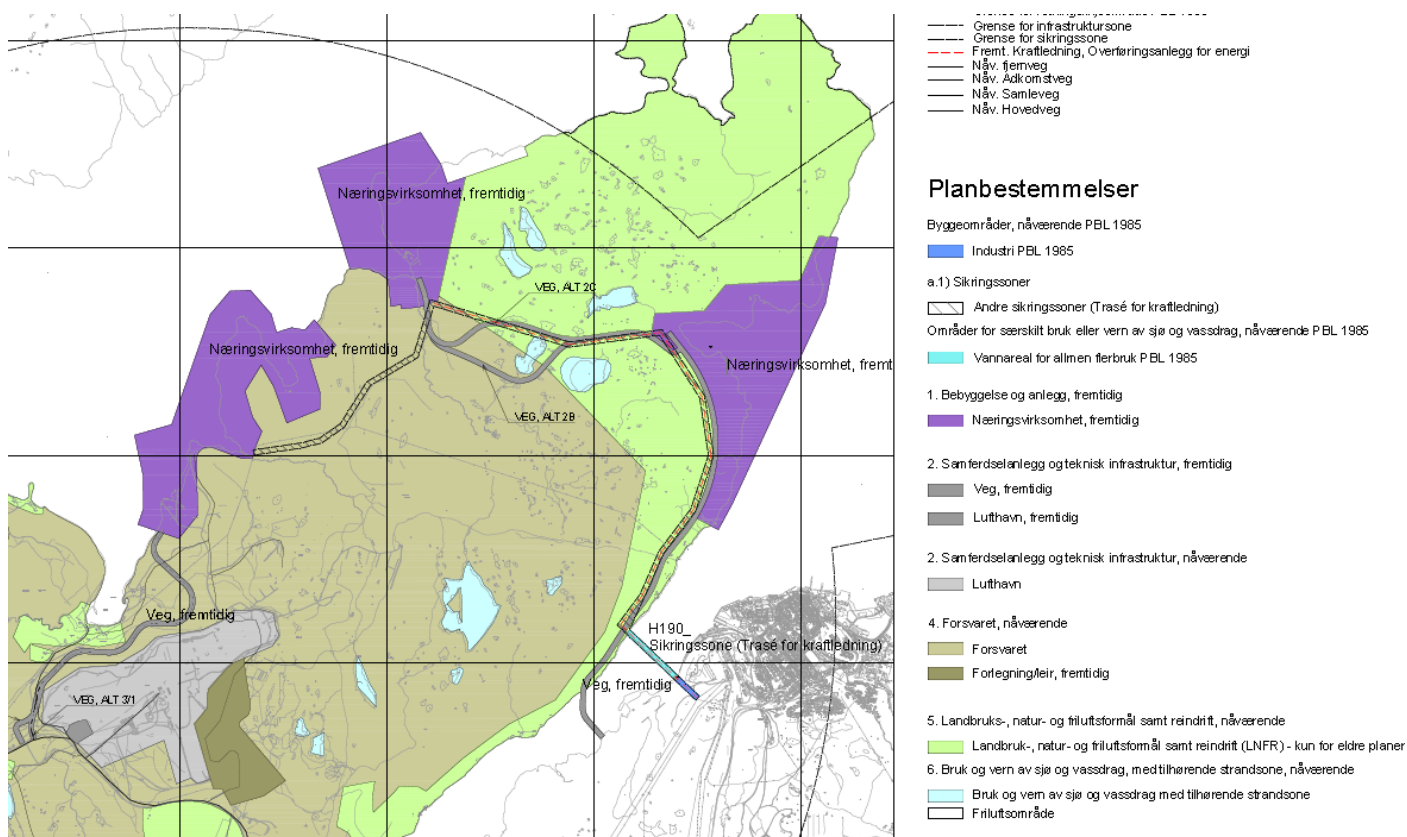 Næringsvirksomhet, fremtidig
VEG, ALT 2C
Næringsvirksomhet, fremtidig
Næringsvirksomhet, fremt
VEG, ALT 2B
Veg, fremtidig
H190_
Sikringssone (Trasé for kraftledning)
Veg, fremtidig
VEG, ALT 3/1
Grense for infrastruktursone
Grense for sikringssone
Fremt. Kraftledning, Overføringsanlegg for energi
Nåv. fjernveg
Nåv. Adkomstveg
Nåv. Samleveg
Nåv. Hovedveg
Planbestemmelser
Byggeområder, nåværende PBL 1985
Industri PBL 1985
a.1) Sikringssoner
Andre sikringssoner (Trasé for kraftledning)
Områder for særskilt bruk eller vern av sjø og vassdrag, nåværende PBL 1985
Vannareal for allmen flerbruk PBL 1985
1. Bebyggelse og anlegg, fremtidig
Næringsvirksomhet, fremtidig
2. Samferdselanlegg og teknisk infrastruktur, fremtidig
Veg, fremtidig
Lufthavn, fremtidig
2. Samferdselanlegg og teknisk infrastruktur, nåværende
Lufthavn
4. Forsvaret, nåværende
Forsvaret
Forlegning/leir, fremtidig
5. Landbruks-, natur- og friluftsformål samt reindrift, nåværende
Landbruk-, natur- og friluftsformål samt reindrift (LNFR) - kun for eldre planer
6. Bruk og vern av sjø og vassdrag, med tilhørende strandsone, nåværende
Bruk og vern av sjø og vassdrag med tilhørende strandsone
Friluftsområde